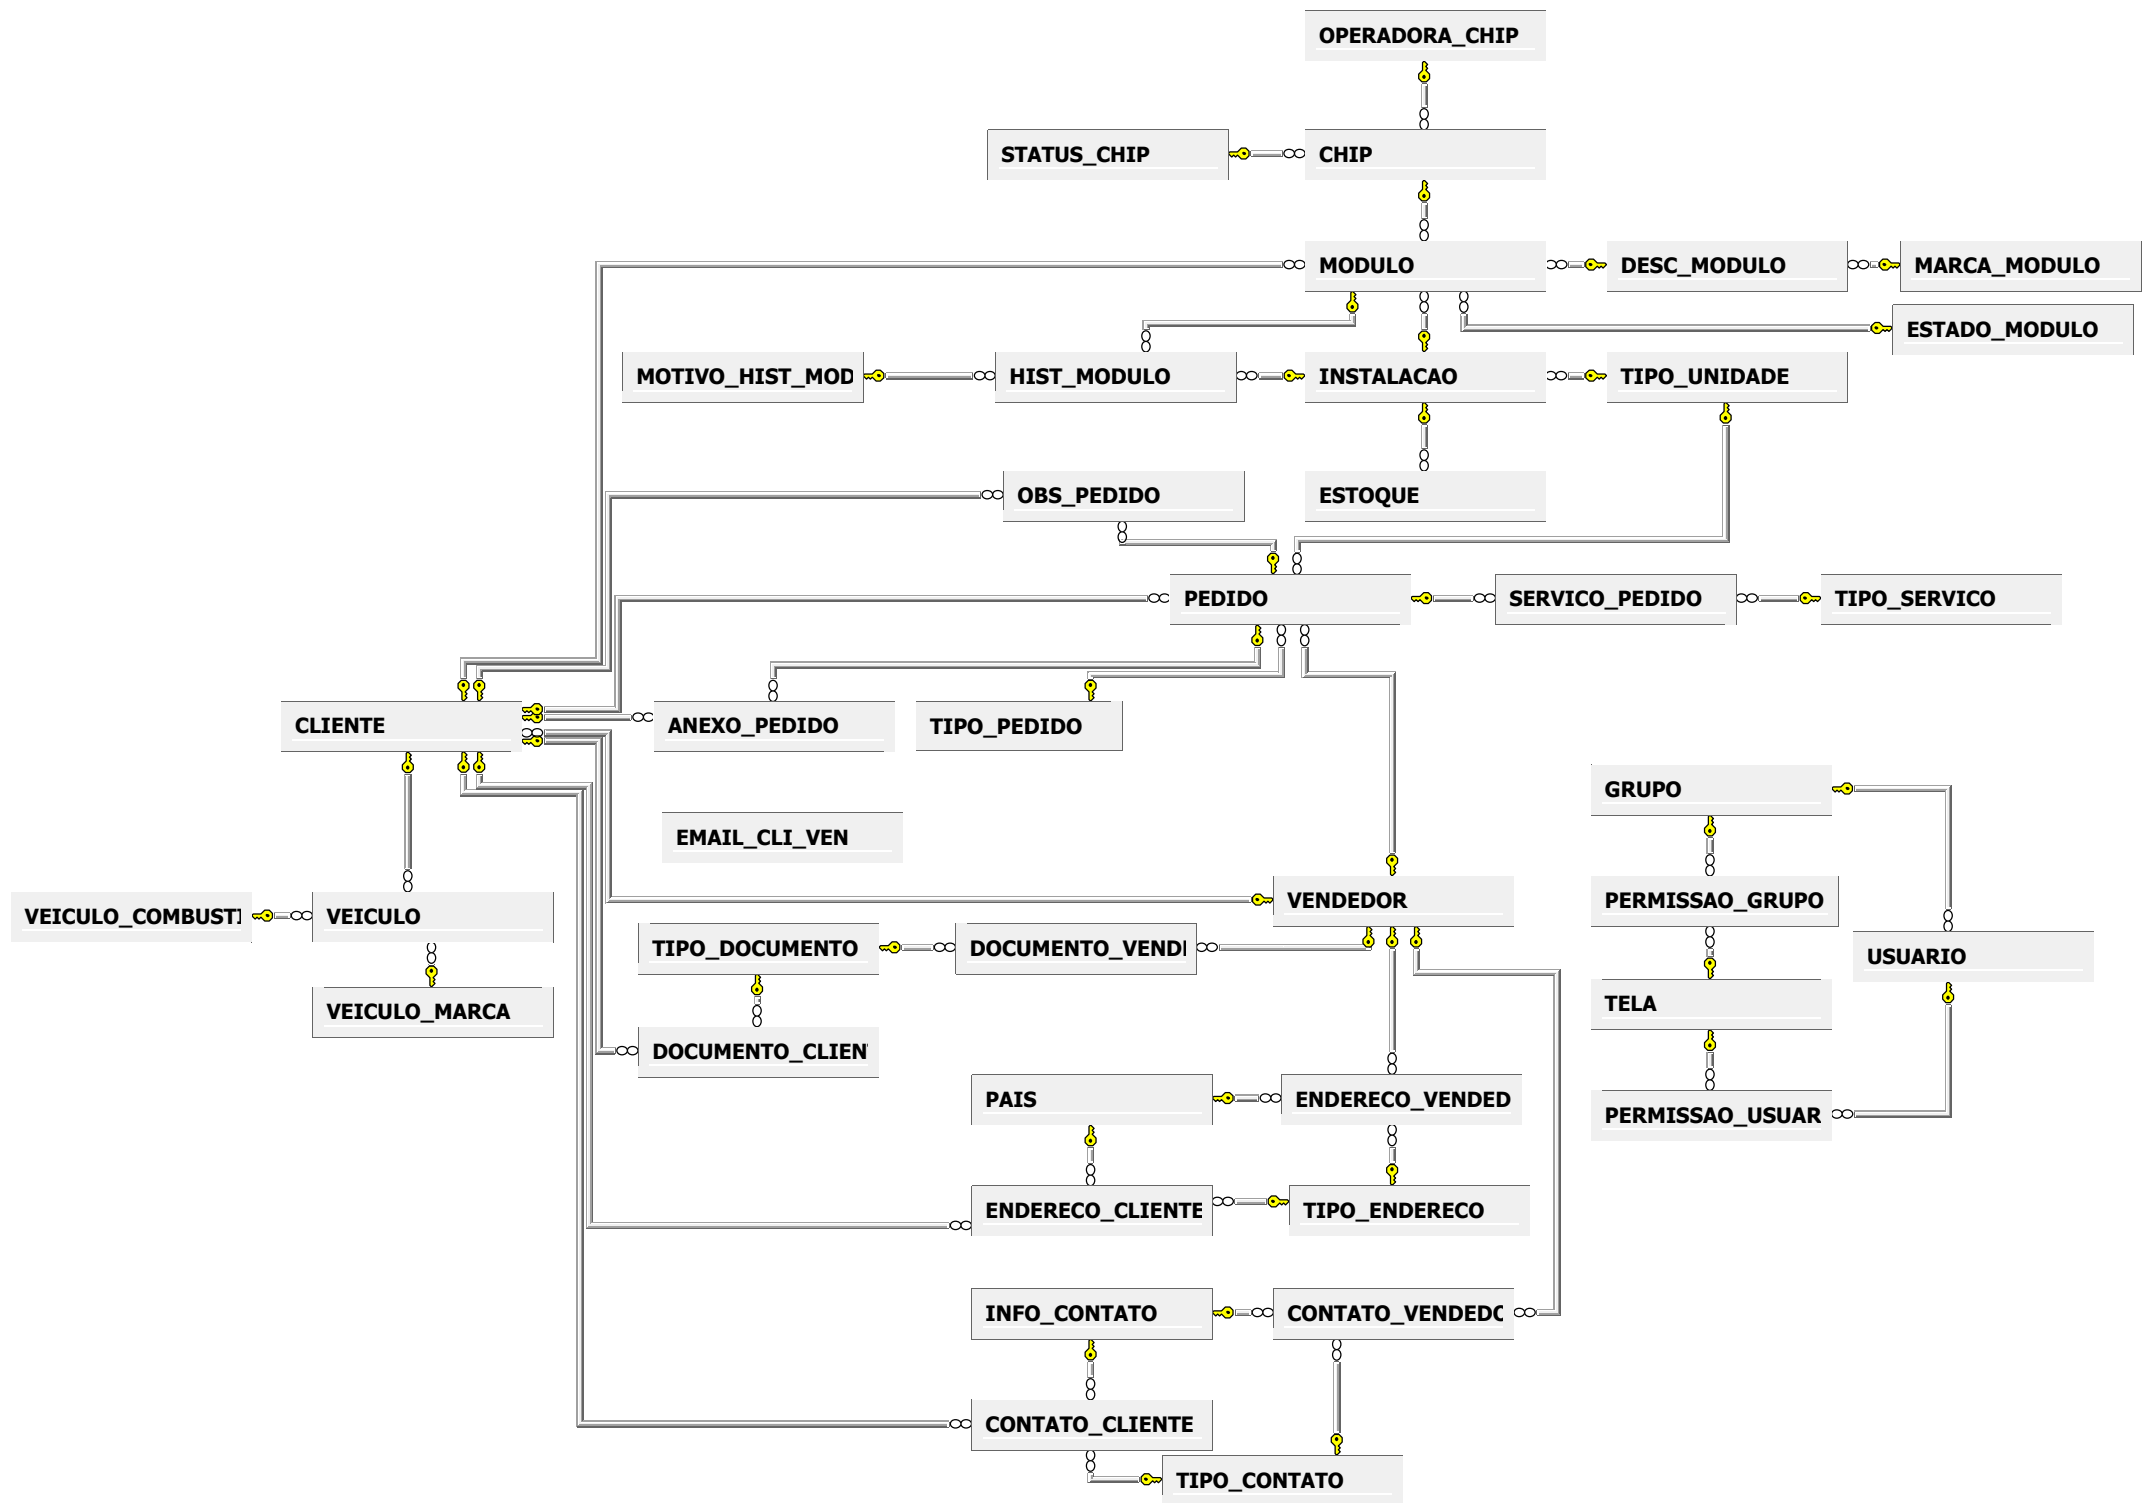 OPERADORA_CHIP
STATUS_CHIP
CHIP
MODULO
DESC_MODULO
MARCA_MODULO
ESTADO_MODULO
MOTIVO_HIST_MOD
HIST_MODULO
INSTALACAO
TIPO_UNIDADE
OBS_PEDIDO
ESTOQUE
PEDIDO
SERVICO_PEDIDO
TIPO_SERVICO
CLIENTE
ANEXO_PEDIDO
TIPO_PEDIDO
GRUPO
EMAIL_CLI_VEN
VENDEDOR
PERMISSAO_GRUPO
VEICULO_COMBUSTI
VEICULO
TIPO_DOCUMENTO
DOCUMENTO_VENDI
USUARIO
VEICULO_MARCA
TELA
DOCUMENTO_CLIEN
PAIS
ENDERECO_VENDED
PERMISSAO_USUAR
ENDERECO_CLIENTE
TIPO_ENDERECO
INFO_CONTATO
CONTATO_VENDEDO
CONTATO_CLIENTE
TIPO_CONTATO